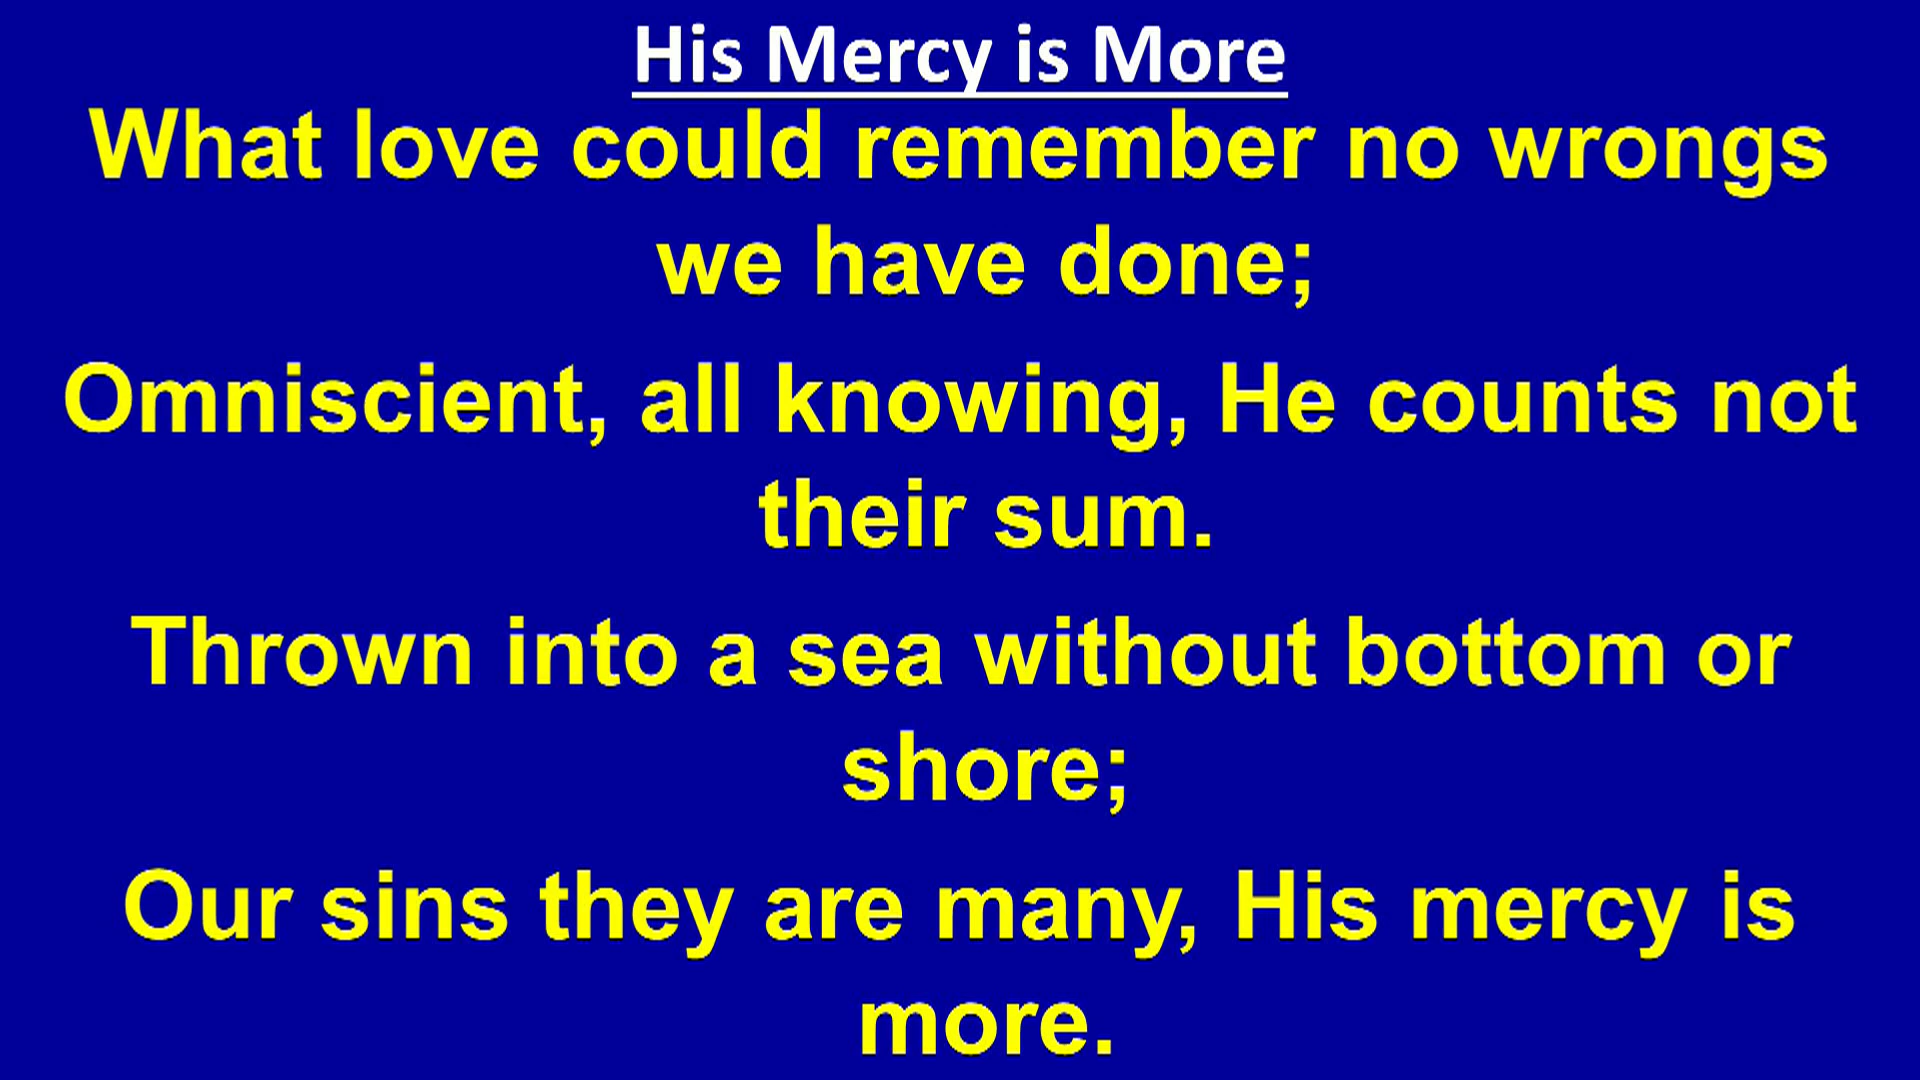 His Mercy is More
What love could remember no wrongs
we have done;
Omniscient, all knowing, He counts not
their sum.
Thrown into a sea without bottom or
shore;
Our sins they are many, His mercy is
more.